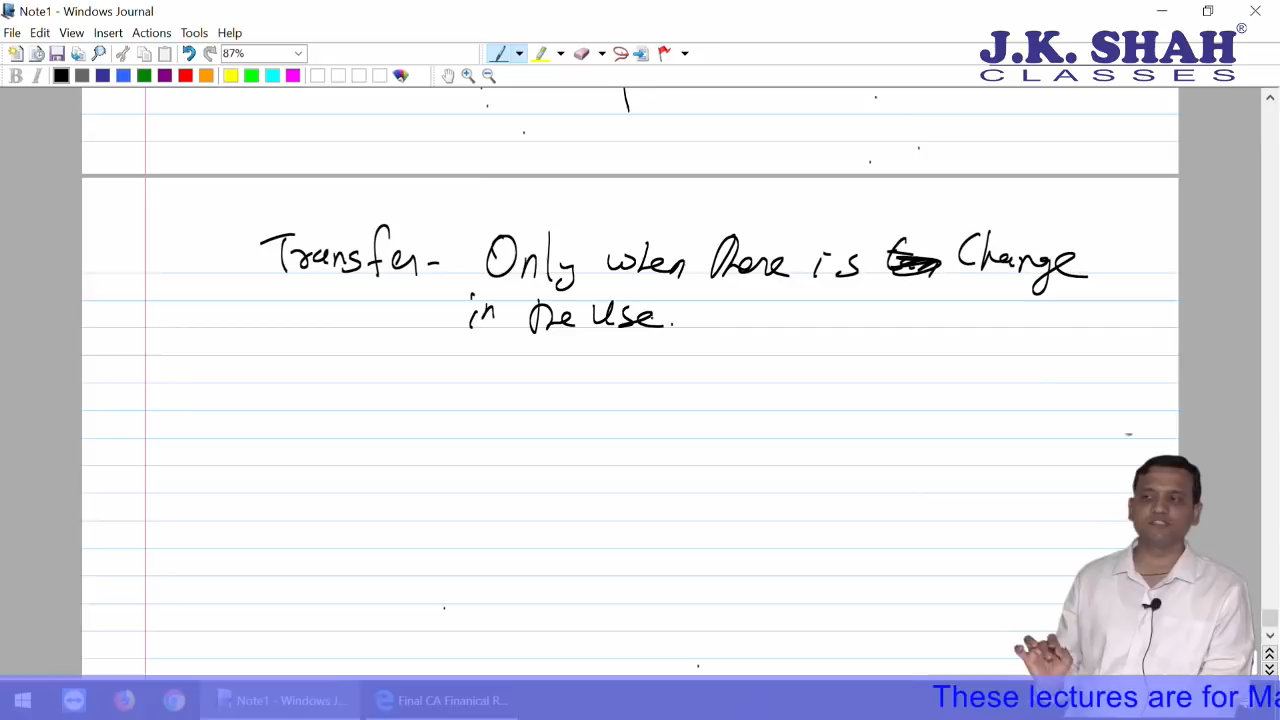 Note1 - Windows Journal
File Edit View Insert Actions Tools Help
87%
B I
J.K. SHAH®
CLASSES
Transfer - Only when there is Change
in the Use.
Note1 - Windows J...
Final CA Finanical R...
These lectures are for Ma